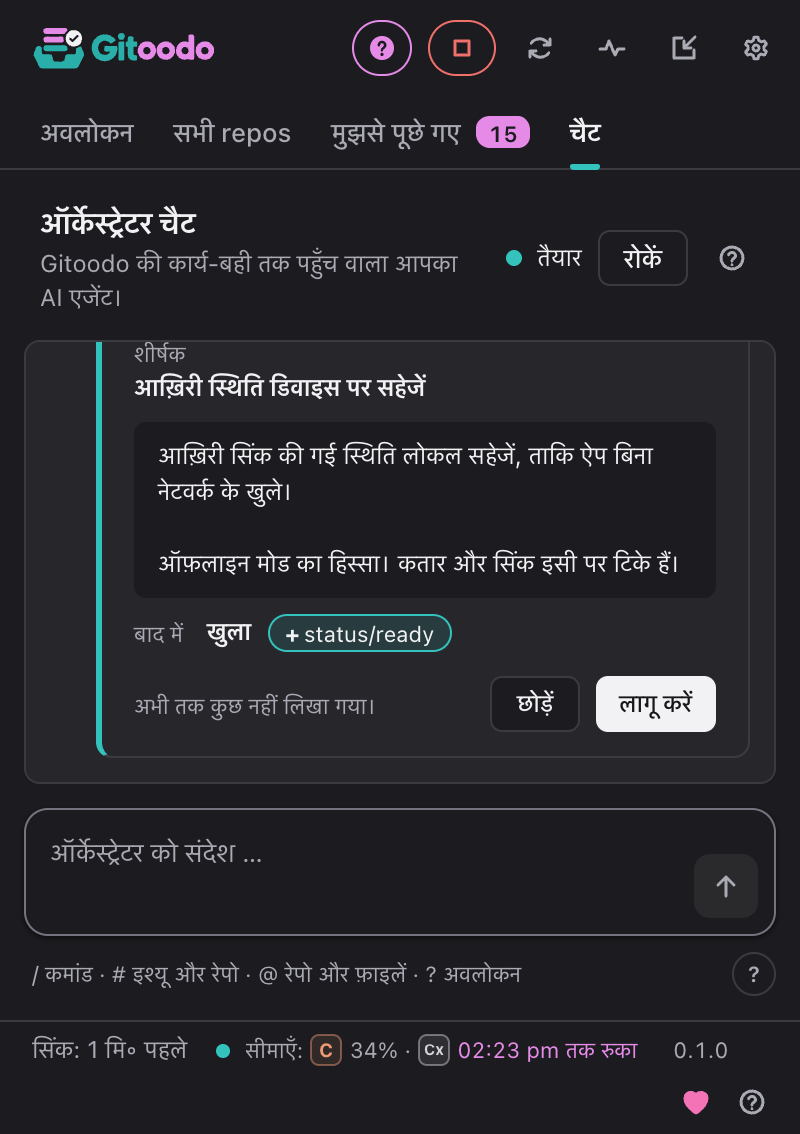 Gitoodo
?
अवलोकन
सभी repos
मुझसे पूछे गए 15
चैट
ऑर्केस्ट्रेटर चैट
Gitoodo की कार्य-बही तक पहुँच वाला आपका
AI एजेंट।
तैयार
रोकें
?
शीर्षक
आख़िरी स्थिति डिवाइस पर सहेजें
आख़िरी सिंक की गई स्थिति लोकल सहेजें, ताकि ऐप बिना
नेटवर्क के खुले।
ऑफ़लाइन मोड का हिस्सा। कतार और सिंक इसी पर टिके हैं।
बाद में खुला + status/ready
अभी तक कुछ नहीं लिखा गया।
छोड़ें
लागू करें
ऑर्केस्ट्रेटर को संदेश …
/ कमांड · # इश्यू और रेपो · @ रेपो और फ़ाइलें · ? अवलोकन
?
सिंक: 1 मि॰ पहले
सीमाएँ: C 34% · Cx 02:23 pm तक रुका
0.1.0
?